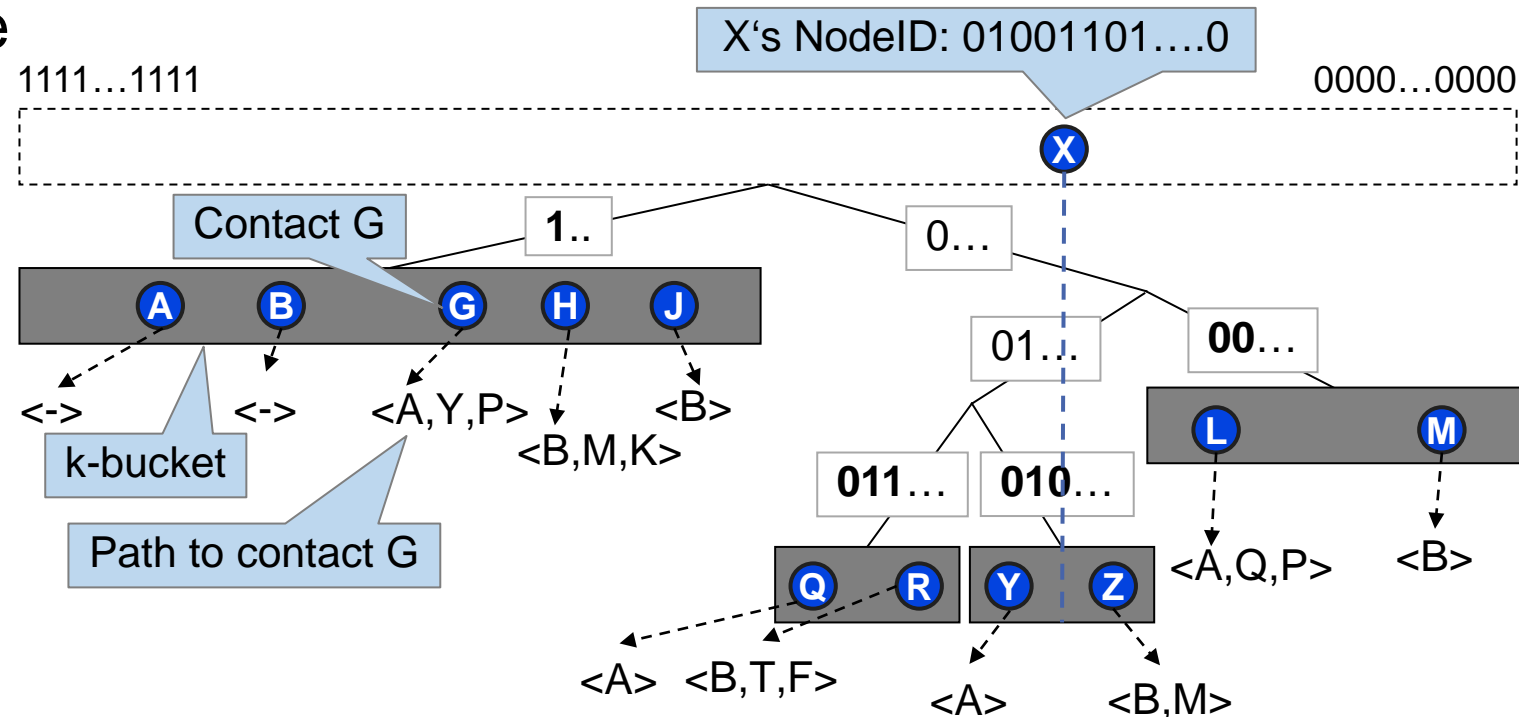 e
X‘s NodeID: 01001101….0
1111…1111
0000…0000
X
Contact G
1..
0…
A B G H J
01…
00…
<-> <-> <A,Y,P> <B,M,K> <B>
L M
k-bucket
011…
010…
Path to contact G
<A,Q,P> <B>
Q R Y Z
<A> <B,T,F> <A> <B,M>